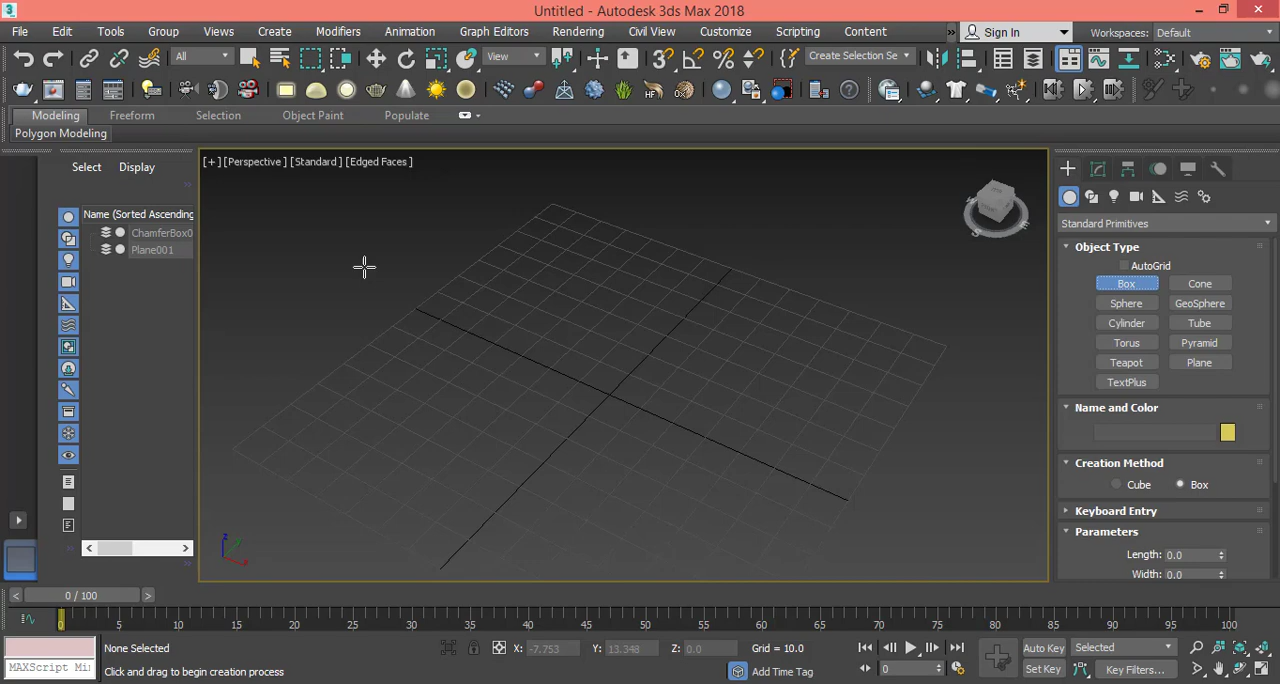 Untitled - Autodesk 3ds Max 2018
File Edit Tools Group Views Create Modifiers Animation Graph Editors Rendering Civil View Customize Scripting Content » Sign In Workspaces: Default
All View Create Selection Se
Modeling Freeform Selection Object Paint Populate
Polygon Modeling
Select Display
Name (Sorted Ascending
ChamferBox0
Plane001
[+] [Perspective] [Standard] [Edged Faces]
Standard Primitives
Object Type
AutoGrid
Box Cone
Sphere GeoSphere
Cylinder Tube
Torus Pyramid
Teapot Plane
TextPlus
Name and Color
Creation Method
Cube Box
Keyboard Entry
Parameters
Length: 0.0
Width: 0.0
z
x
< 0 / 100 >
0 5 10 15 20 25 30 35 40 45 50 55 60 65 70 75 80 85 90 95 100
None Selected X: -7.753 Y: 13.348 Z: 0.0 Grid = 10.0 Auto Key Selected
MAXScript Mi Click and drag to begin creation process Add Time Tag 0 Set Key Key Filters...